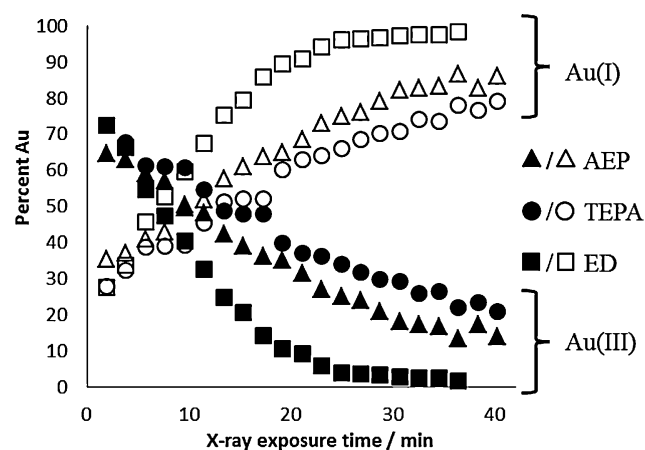 100
90
80
70
60
50
40
30
20
10
0
Percent Au
0 10 20 30 40
X-ray exposure time / min
Au(I)
/ AEP
/ TEPA
/ ED
Au(III)